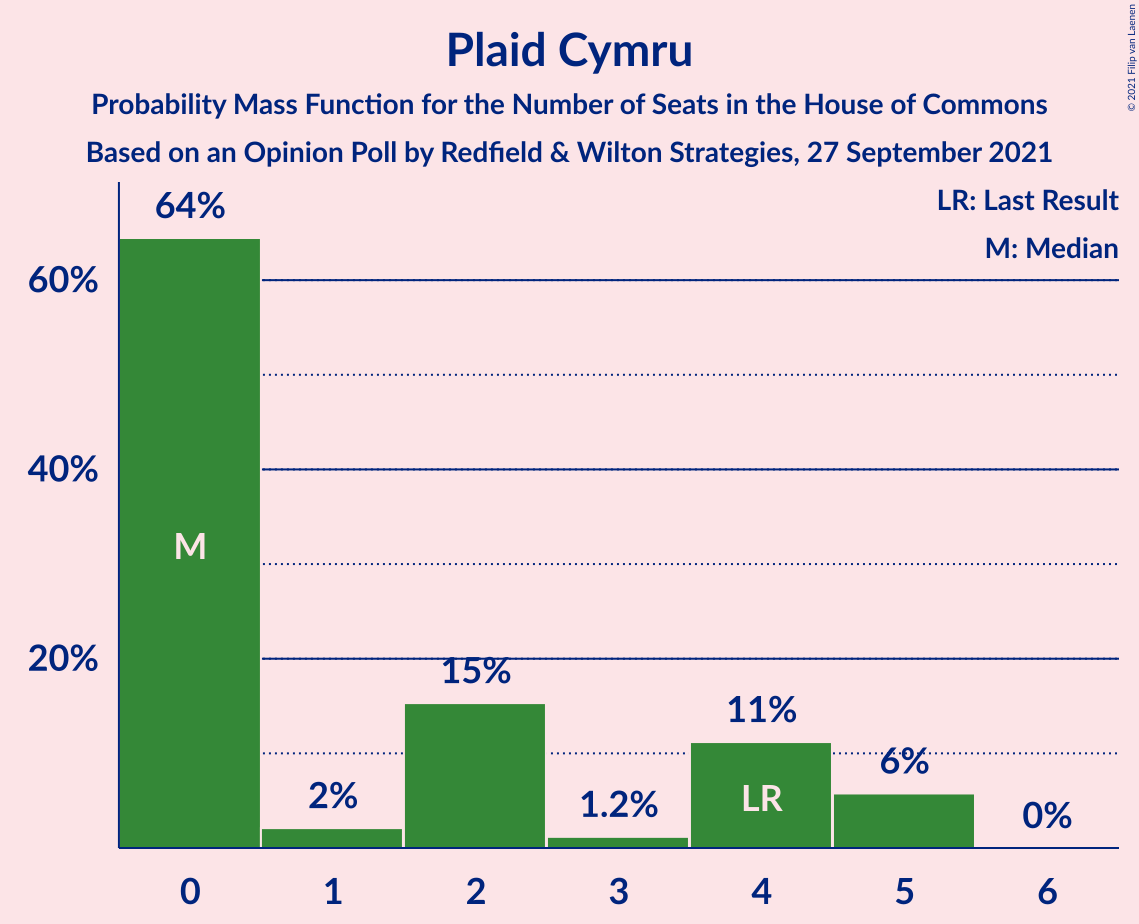 Plaid Cymru
Probability Mass Function for the Number of Seats in the House of Commons
Based on an Opinion Poll by Redfield & Wilton Strategies, 27 September 2021
© 2021 Filip van Laenen
LR: Last Result
M: Median
64%
60%
40%
M
20%
15%
11%
6%
2%
1.2%
LR
0%
0 1 2 3 4 5 6